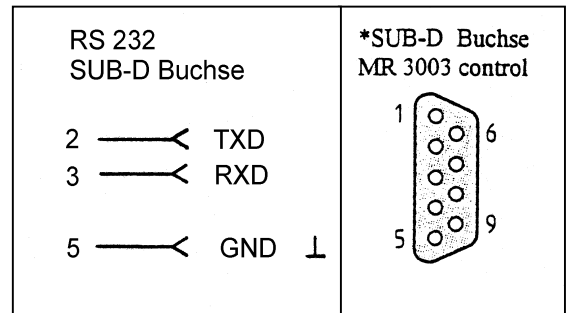 RS 232
SUB-D Buchse
2 TXD
3 RXD
5 GND
*SUB-D Buchse
MR 3003 control
1
6
5
9